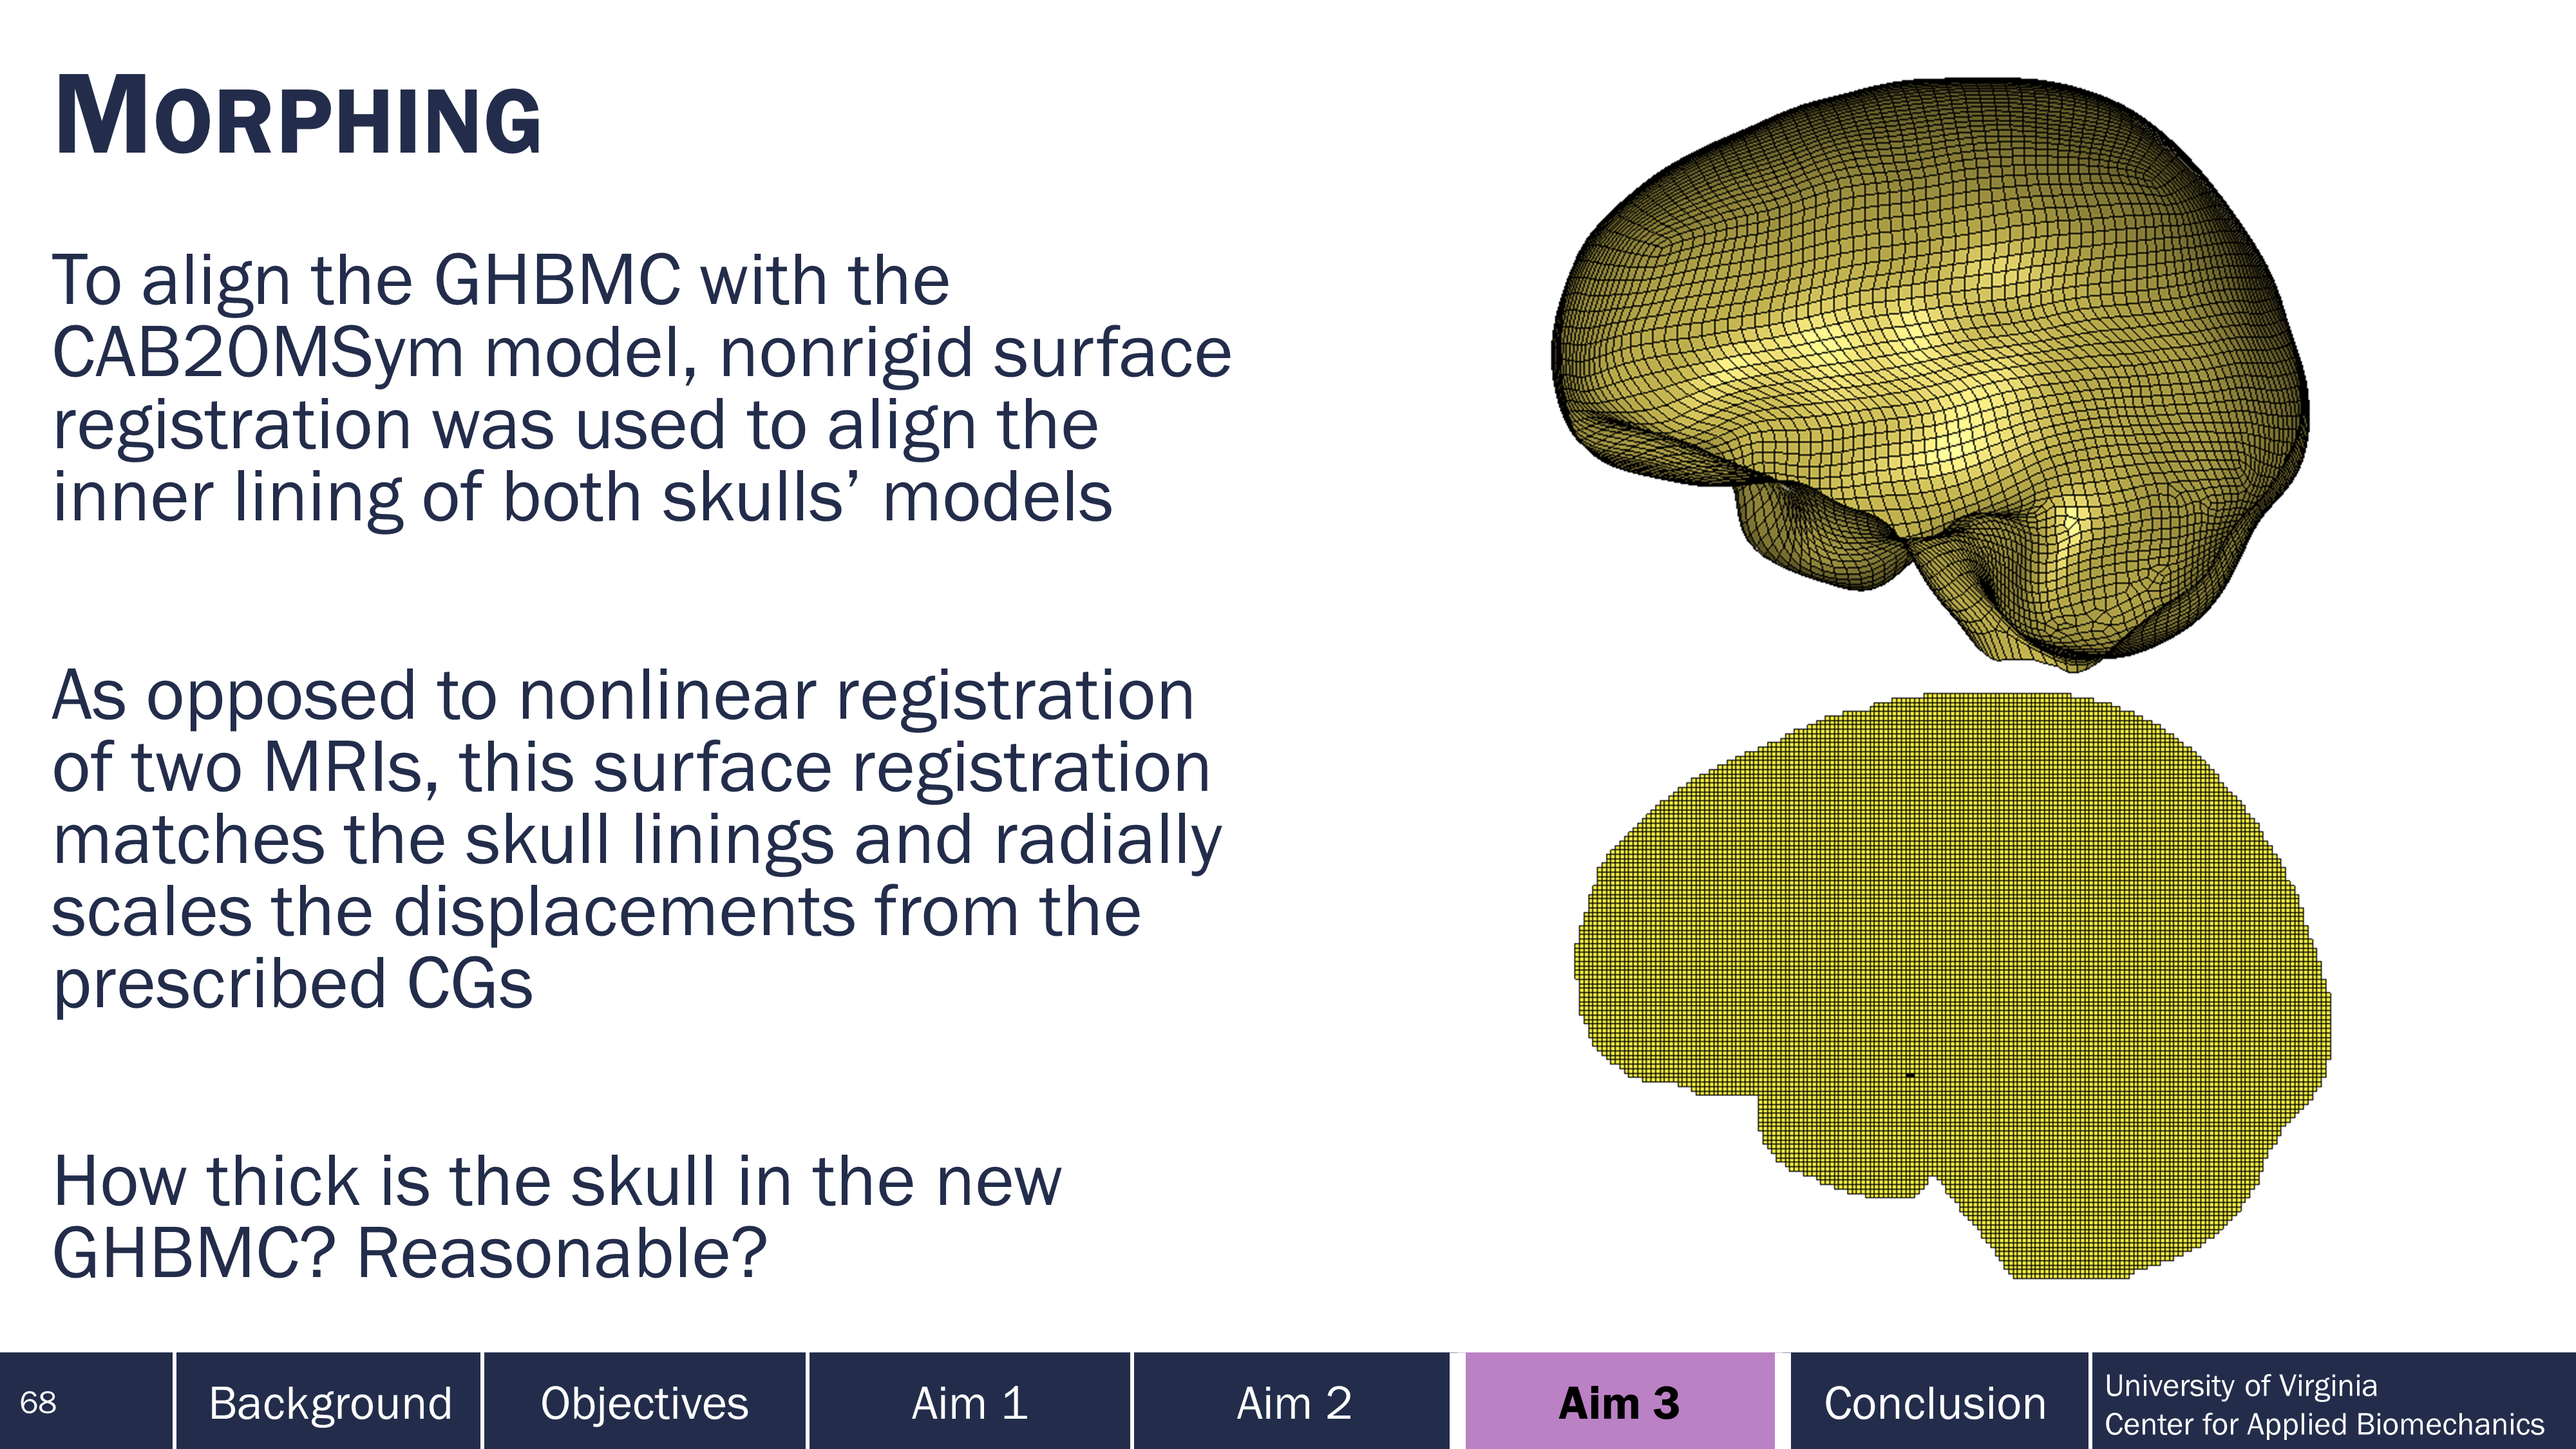 MORPHING
To align the GHBMC with the
CAB20MSym model, nonrigid surface
registration was used to align the
inner lining of both skulls’ models
As opposed to nonlinear registration
of two MRIs, this surface registration
matches the skull linings and radially
scales the displacements from the
prescribed CGs
How thick is the skull in the new
GHBMC? Reasonable?
68
Background
Objectives
Aim 1
Aim 2
Aim 3
Conclusion
University of Virginia
Center for Applied Biomechanics